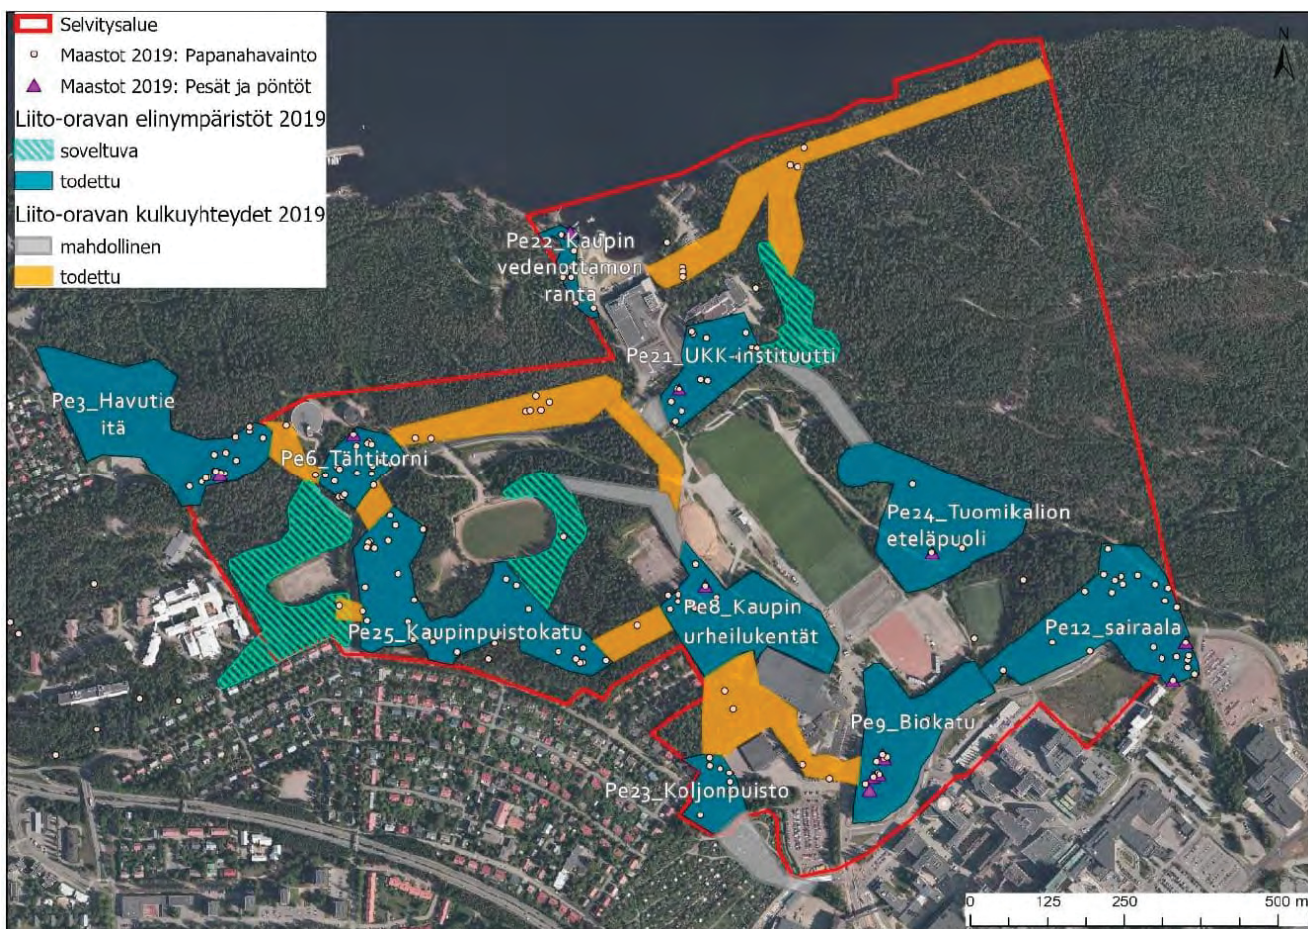 Selvitysalue
Maastot 2019: Papanahavainto
Maastot 2019: Pesät ja pöntöt
Liito-oravan elinympäristöt 2019
soveltuva
todettu
Liito-oravan kulkuyhteydet 2019
mahdollinen
todettu
N
Pe22_Kaupin
vedenottamon
ranta
Pe21_UKK-instituutti
Pe3_Havutie
itä
Pe6_Tähtitorni
Pe24_Tuomikalion
eteläpuoli
Pe8_Kaupin
urheilukentät
Pe25_Kaupinpuistokatu
Pe12_sairaala
Pe9_Biokatu
Pe23_Koljonpuisto
0 125 250 500 m